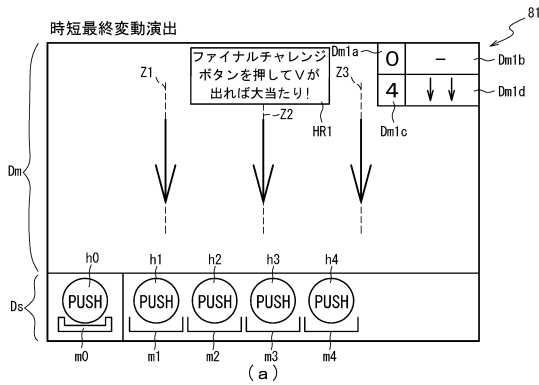 時短最終変動演出
81
ファイナルチャレンジ
ボタンを押してVが
出れば大当たり!
Dm1a
0
-
Dm1b
4
↓↓
Dm1d
Dm1c
HR1
Z1
Z2
Z3
Dm
Ds
h0
h1
h2
h3
h4
PUSH
PUSH
PUSH
PUSH
PUSH
m0
m1
m2
m3
m4
(a)